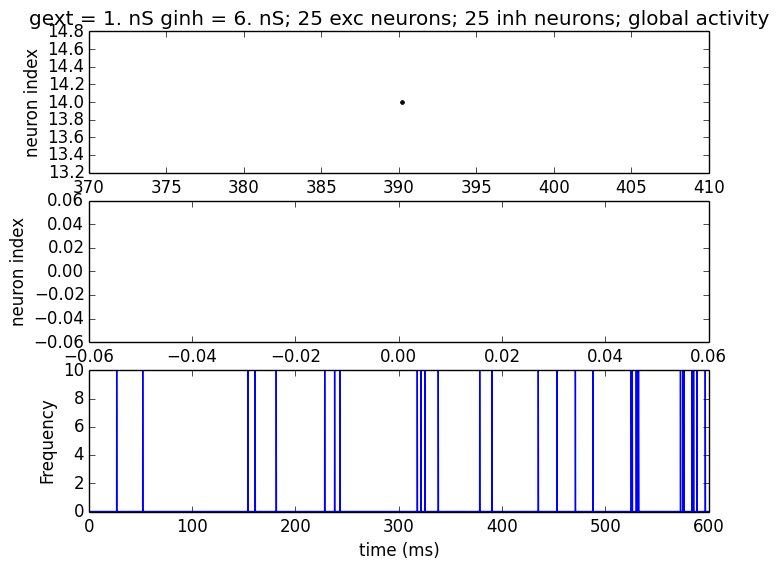 gext = 1. nS ginh = 6. nS; 25 exc neurons; 25 inh neurons; global activity
neuron index
14.8
14.6
14.4
14.2
14.0
13.8
13.6
13.4
13.2
370 375 380 385 390 395 400 405 410
neuron index
0.06
0.04
0.02
0.00
−0.02
−0.04
−0.06
−0.06 −0.04 −0.02 0.00 0.02 0.04 0.06
Frequency
10
8
6
4
2
0
0 100 200 300 400 500 600
time (ms)